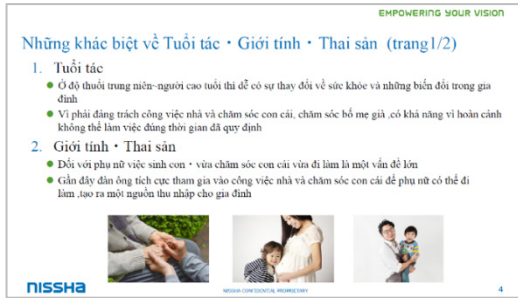 EMPOWERING YOUR VISION
Những khác biệt về Tuổi tác・Giới tính・Thai sản (trang1/2)
1. Tuổi tác
● Ở độ thuổi trung niên~người cao tuổi thì dễ có sự thay đổi về sức khỏe và những biến đổi trong gia
đình
● Vì phải đảng trách công việc nhà và chăm sóc con cái, chăm sóc bố mẹ già ,có khả năng vì hoàn cảnh
không thể làm việc đúng thời gian đã quy định
2. Giới tính・Thai sản
● Đối với phụ nữ việc sinh con・vừa chăm sóc con cái vừa đi làm là một vấn đề lớn
● Gần đây đàn ông tích cực tham gia vào công việc nhà và chăm sóc con cái để phụ nữ có thể đi
làm ,tạo ra một nguồn thu nhập cho gia đình
NISSHA
NISSHA CONFIDENTIAL PROPRIETARY
4